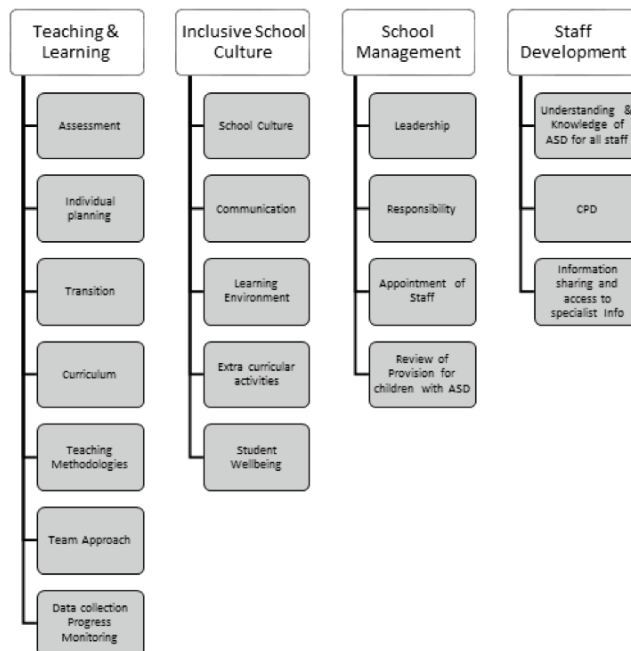 Teaching &
Learning
Assessment
Individual
planning
Transition
Curriculum
Teaching
Methodologies
Team Approach
Data collection
Progress
Monitoring
Inclusive School
Culture
School Culture
Communication
Learning
Environment
Extra curricular
activities
Student
Wellbeing
School
Management
Leadership
Responsibility
Appointment of
Staff
Review of
Provision for
children with ASD
Staff
Development
Understanding &
Knowledge of
ASD for all staff
CPD
Information
sharing and
access to
specialist Info